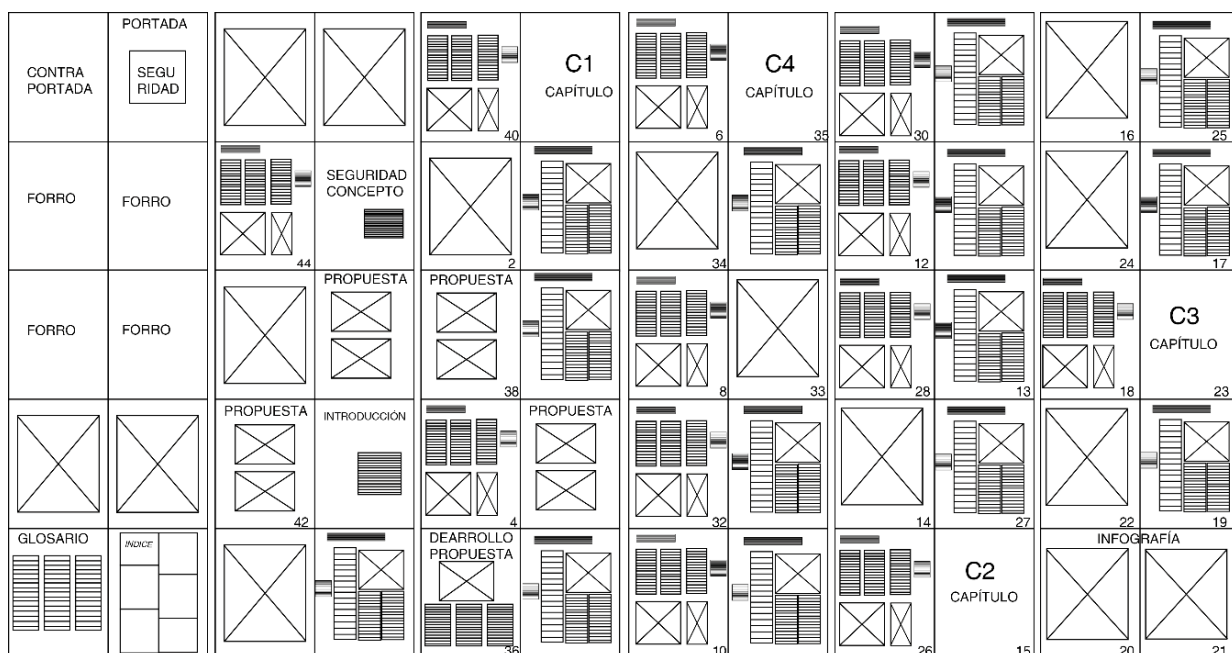 CONTRA
PORTADA
PORTADA
SEGU
RIDAD
40
C1
CAPÍTULO
6
C4
CAPÍTULO
35
30
16
25
FORRO
FORRO
44
SEGURIDAD
CONCEPTO
2
34
12
24
17
FORRO
FORRO
PROPUESTA
PROPUESTA
38
8
33
28
13
18
C3
CAPÍTULO
23
PROPUESTA
42
INTRODUCCIÓN
4
PROPUESTA
32
14
27
22
19
GLOSARIO
INDICE
DEARROLLO
PROPUESTA
36
10
26
C2
CAPÍTULO
15
INFOGRAFÍA
20
21